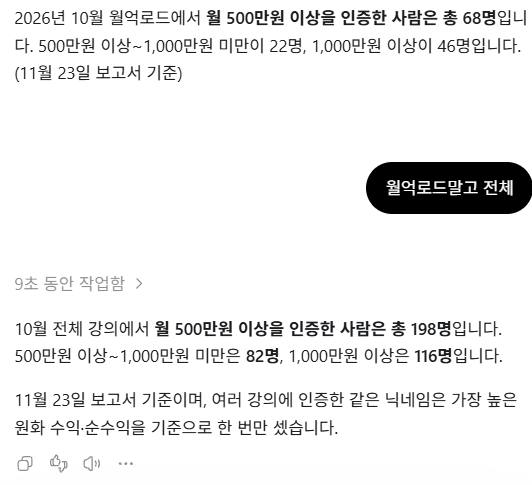 2026년 10월 월억로드에서 월 500만원 이상을 인증한 사람은 총 68명입니
다. 500만원 이상~1,000만원 미만이 22명, 1,000만원 이상이 46명입니다.
(11월 23일 보고서 기준)
월억로드말고 전체
9초 동안 작업함 >
10월 전체 강의에서 월 500만원 이상을 인증한 사람은 총 198명입니다.
500만원 이상~1,000만원 미만은 82명, 1,000만원 이상은 116명입니다.
11월 23일 보고서 기준이며, 여러 강의에 인증한 같은 닉네임은 가장 높은
원화 수익·순수익을 기준으로 한 번만 셌습니다.